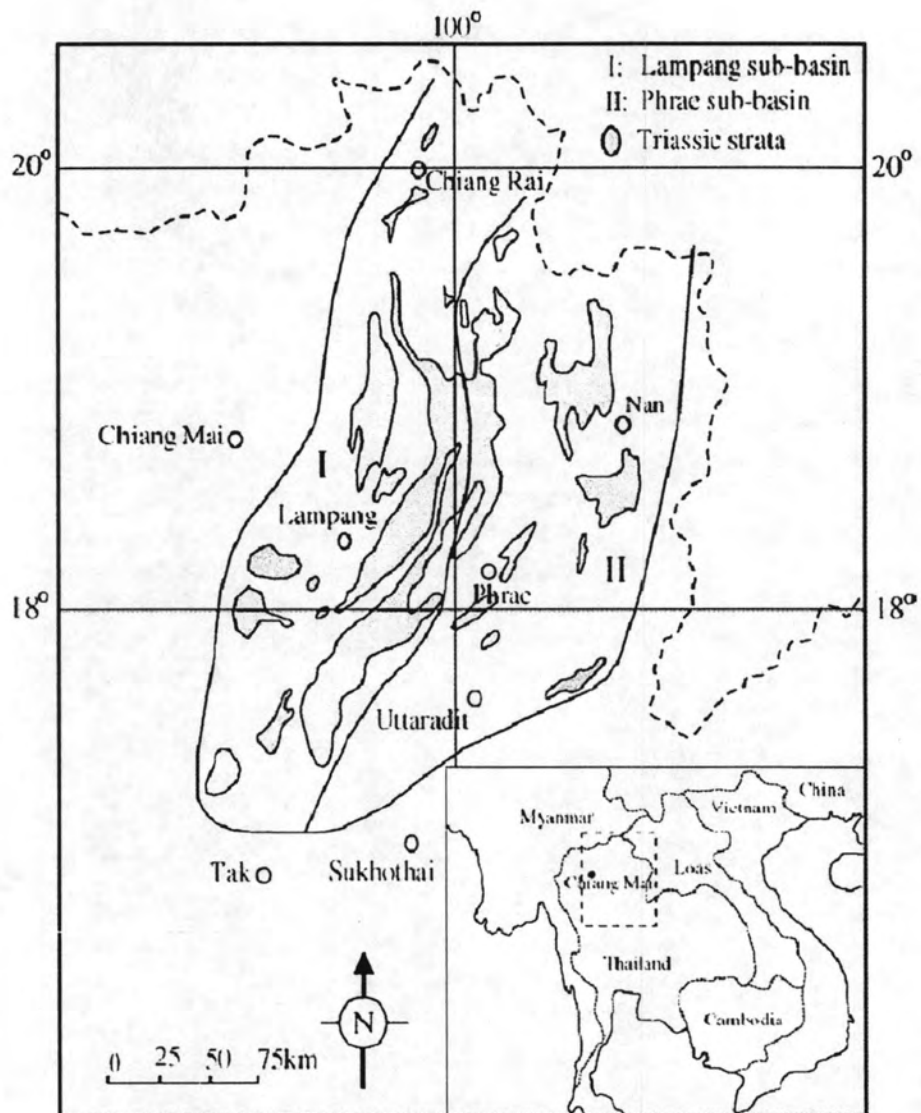 100°
I: Lampang sub-basin
II: Phrae sub-basin
Triassic strata
20°
20°
Chiang Rai
Nan
Chiang Mai
I
Lampang
II
Phrae
18°
18°
Uttaradit
Tak
Sukhothai
China
Vietnam
Myanmar
Loas
Chiang Mai
Thailand
Cambodia
N
0 25 50 75km